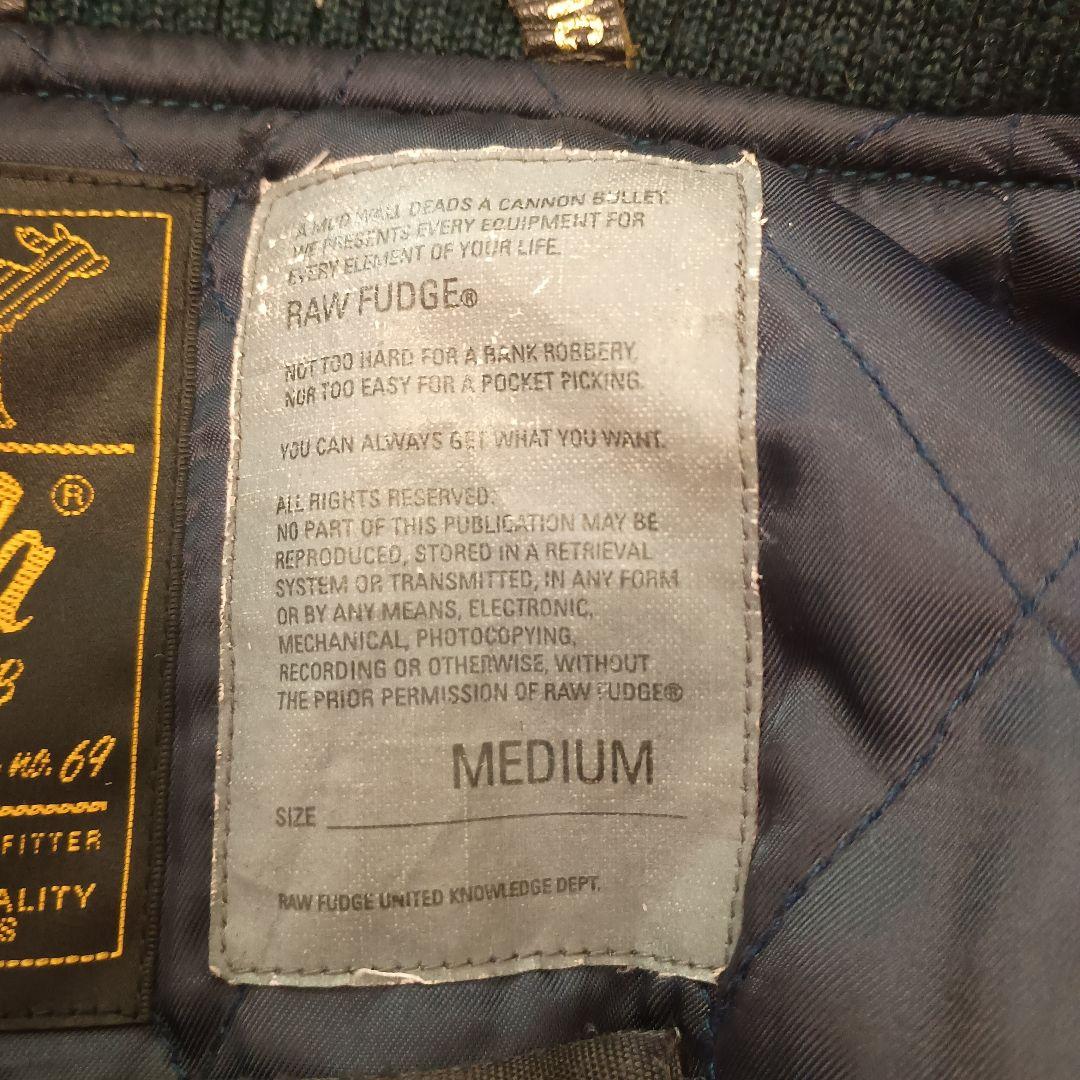 A MUD WALL DEADS A CANNON BULLET.
WE PRESENTS EVERY EQUIPMENT FOR
EVERY ELEMENT OF YOUR LIFE.
RAW FUDGE®
NOT TOO HARD FOR A BANK ROBBERY,
NOR TOO EASY FOR A POCKET PICKING.
YOU CAN ALWAYS GET WHAT YOU WANT.
ALL RIGHTS RESERVED:
NO PART OF THIS PUBLICATION MAY BE
REPRODUCED, STORED IN A RETRIEVAL
SYSTEM OR TRANSMITTED, IN ANY FORM
OR BY ANY MEANS, ELECTRONIC,
MECHANICAL, PHOTOCOPYING,
RECORDING OR OTHERWISE, WITHOUT
THE PRIOR PERMISSION OF RAW FUDGE®
MEDIUM
SIZE
RAW FUDGE UNITED KNOWLEDGE DEPT.
®
no. 69
FITTER
ALITY
S